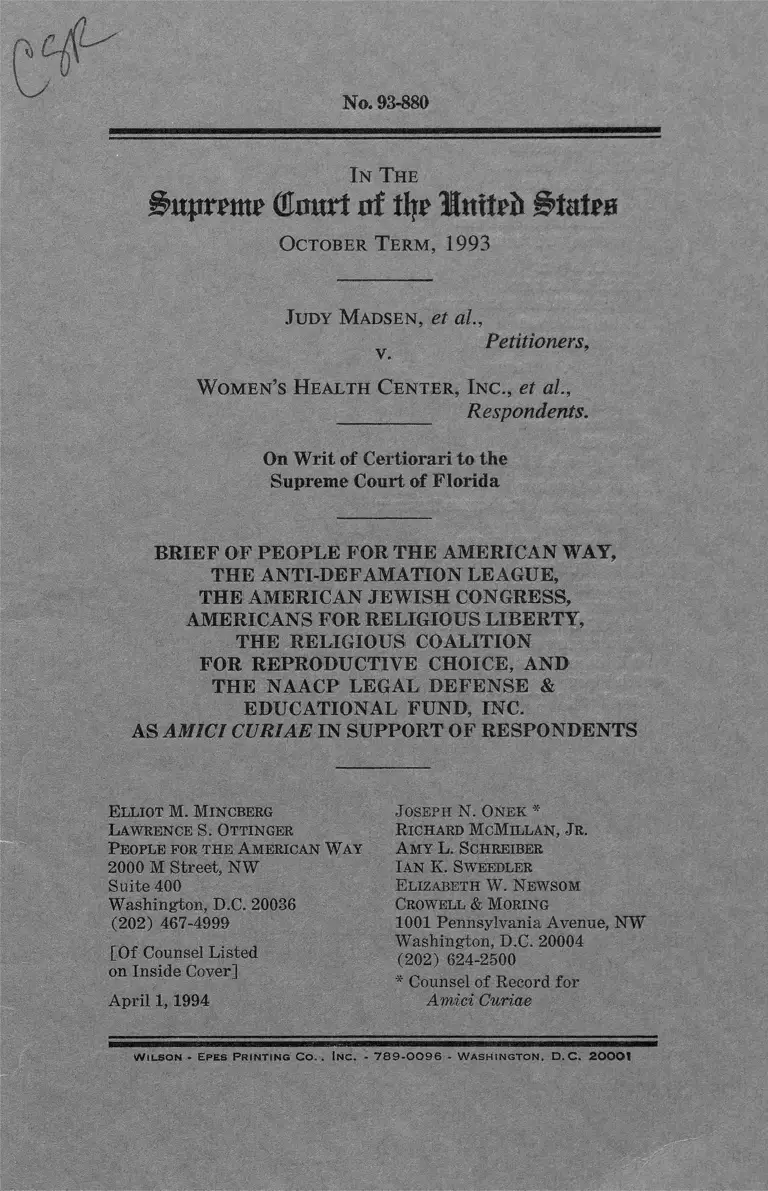 CSR
No. 93-880
IN THE
Supreme Court of the United States
OCTOBER TERM, 1993
JUDY MADSEN, et al.,
Petitioners,
v.
WOMEN'S HEALTH CENTER, INC., et al.,
Respondents.
On Writ of Certiorari to the
Supreme Court of Florida
BRIEF OF PEOPLE FOR THE AMERICAN WAY,
THE ANTI-DEFAMATION LEAGUE,
THE AMERICAN JEWISH CONGRESS,
AMERICANS FOR RELIGIOUS LIBERTY,
THE RELIGIOUS COALITION
FOR REPRODUCTIVE CHOICE, AND
THE NAACP LEGAL DEFENSE &
EDUCATIONAL FUND, INC.
AS AMICI CURIAE IN SUPPORT OF RESPONDENTS
ELLIOT M. MINCBERG
LAWRENCE S. OTTINGER
PEOPLE FOR THE AMERICAN WAY
2000 M Street, NW
Suite 400
Washington, D.C. 20036
(202) 467-4999
[Of Counsel Listed
on Inside Cover]
April 1, 1994
JOSEPH N. ONEK *
RICHARD MCMILLAN, JR.
AMY L. SCHREIBER
IAN K. SWEEDLER
ELIZABETH W. NEWSOM
CROWELL & MORING
1001 Pennsylvania Avenue, NW
Washington, D.C. 20004
(202) 624-2500
* Counsel of Record for
Amici Curiae
WILSON - EPES PRINTING CO., INC. - 789-0096 - WASHINGTON, D.C. 20001